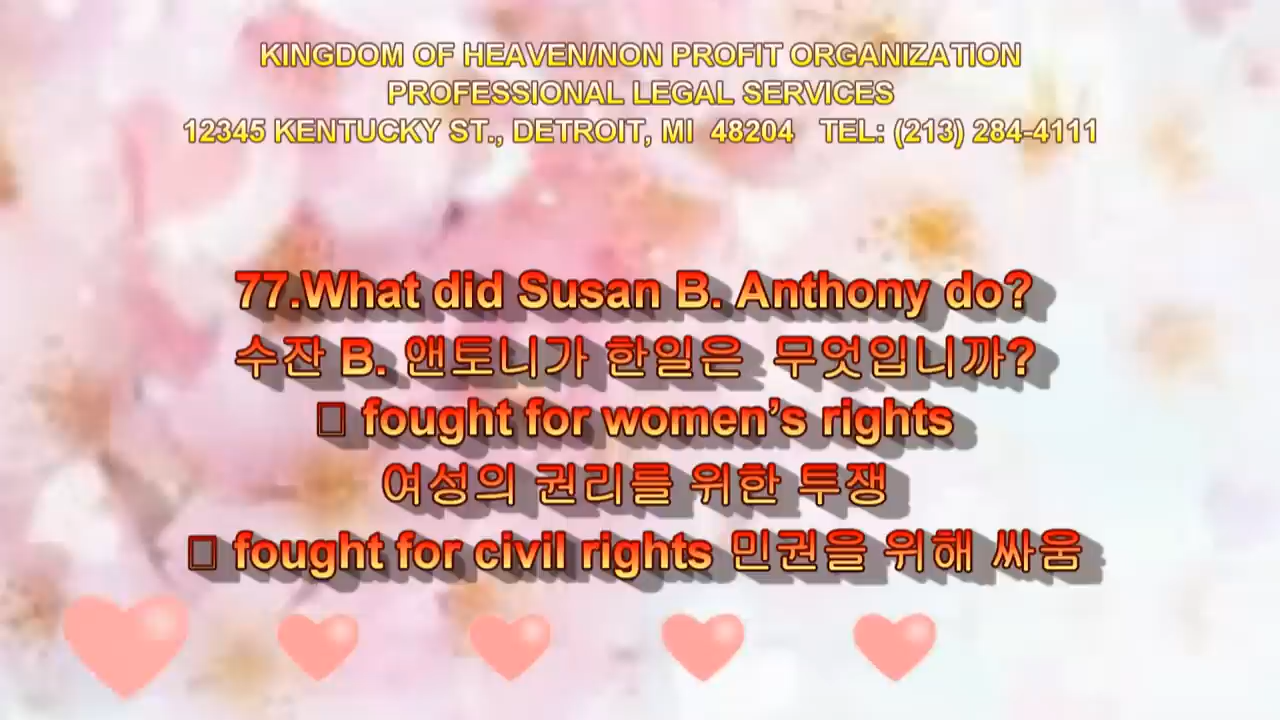 KINGDOM OF HEAVEN/NON PROFIT ORGANIZATION
PROFESSIONAL LEGAL SERVICES
12345 KENTUCKY ST., DETROIT, MI  48204   TEL: (213) 284-4111
77.What did Susan B. Anthony do?
수잔 B. 앤토니가 한일은  무엇입니까?
□ fought for women’s rights
여성의 권리를 위한 투쟁
□ fought for civil rights 민권을 위해 싸움